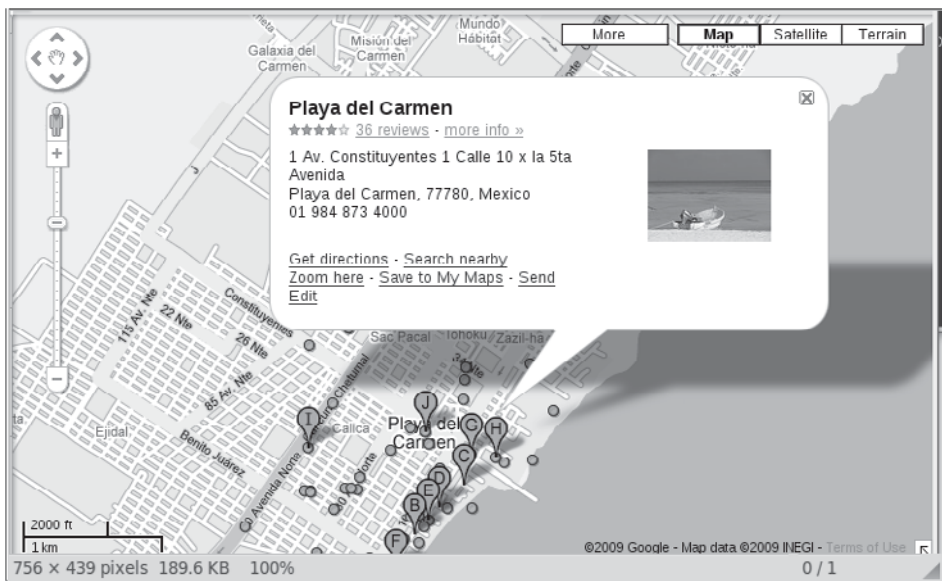 Mundo
Hábitat
Misión del
Carmen
Galaxia del
Carmen
More
Map
Satellite
Terrain
Playa del Carmen
36 reviews - more info »
1 Av. Constituyentes 1 Calle 10 x la 5ta
Avenida
Playa del Carmen, 77780, Mexico
01 984 873 4000
Get directions - Search nearby
Zoom here - Save to My Maps - Send
Edit
Constituyentes
115 Av. Nte
22 Nte
26 Nte
85 Av. Nte
Sac Pacal
Tohoku
Zazil-ha
34 Nte
Ejidal
Benito Juárez
Calica
Playa del
Carmen
Avenida Norte
I
J
G
H
C
D
E
B
F
2000 ft
1 km
©2009 Google - Map data ©2009 INEGI - Terms of Use
756 × 439 pixels 189.6 KB 100%
0 / 1